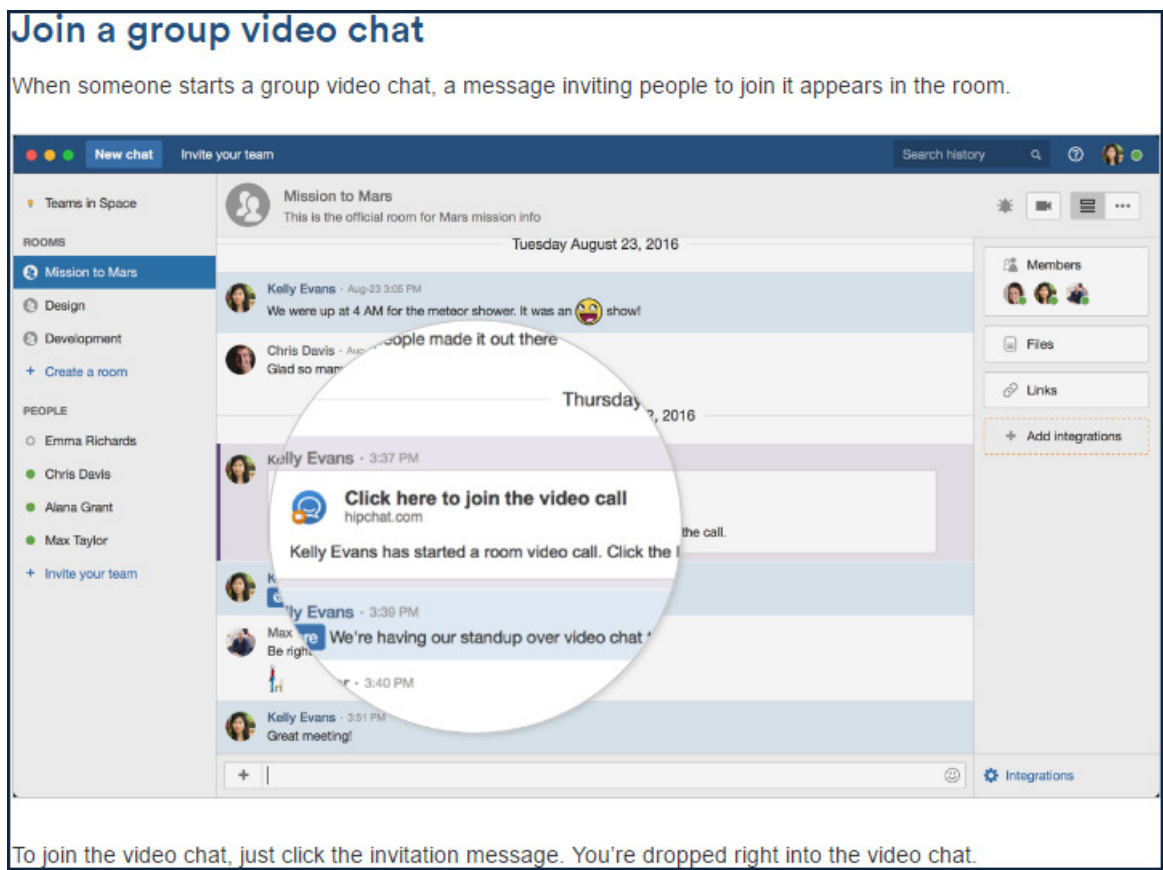 Join a group video chat
When someone starts a group video chat, a message inviting people to join it appears in the room.
New chat
Invite your team
Search history
Teams in Space
ROOMS
Mission to Mars
Design
Development
+ Create a room
PEOPLE
Emma Richards
Chris Davis
Alana Grant
Max Taylor
+ Invite your team
Mission to Mars
This is the official room for Mars mission info
Tuesday August 23, 2016
Kelly Evans · Aug-23 3:05 PM
We were up at 4 AM for the meteor shower. It was an show!
Chris Davis
Glad so
people made it out there
Thursday
, 2016
Kelly Evans · 3:37 PM
Click here to join the video call
hipchat.com
Kelly Evans has started a room video call. Click the
the call.
Evans · 3:39 PM
We're having our standup over video chat
Max
Be
· 3:40 PM
Kelly Evans · 3:51 PM
Great meeting!
+
Members
Files
Links
+ Add integrations
Integrations
To join the video chat, just click the invitation message. You're dropped right into the video chat.